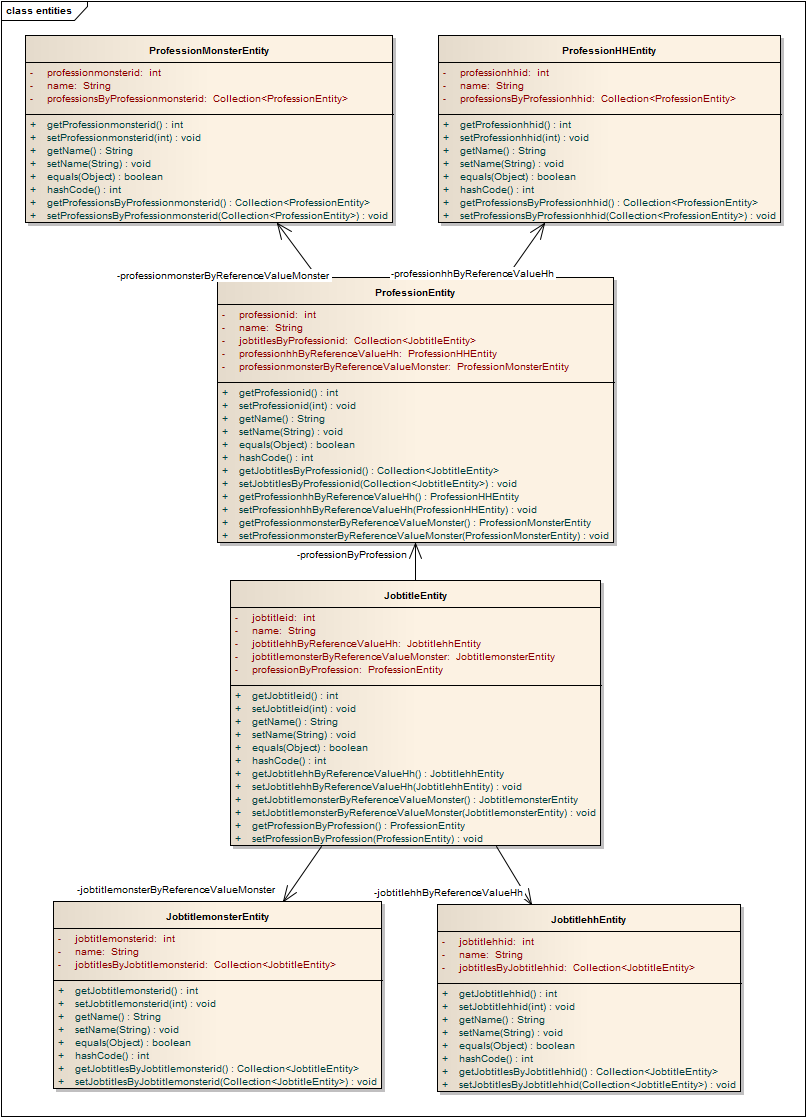 class entities
ProfessionMonsterEntity
- professionmonsterid: int
- name: String
- professionsByProfessionmonsterid: Collection<ProfessionEntity>
+ getProfessionmonsterid() : int
+ setProfessionmonsterid(int) : void
+ getName() : String
+ setName(String) : void
+ equals(Object) : boolean
+ hashCode() : int
+ getProfessionsByProfessionmonsterid() : Collection<ProfessionEntity>
+ setProfessionsByProfessionmonsterid(Collection<ProfessionEntity>) : void
ProfessionHHEntity
- professionhhid: int
- name: String
- professionsByProfessionhhid: Collection<ProfessionEntity>
+ getProfessionhhid() : int
+ setProfessionhhid(int) : void
+ getName() : String
+ setName(String) : void
+ equals(Object) : boolean
+ hashCode() : int
+ getProfessionsByProfessionhhid() : Collection<ProfessionEntity>
+ setProfessionsByProfessionhhid(Collection<ProfessionEntity>) : void
-professionmonsterByReferenceValueMonster
-professionhhByReferenceValueHh
ProfessionEntity
- professionid: int
- name: String
- jobtitlesByProfessionid: Collection<JobtitleEntity>
- professionhhByReferenceValueHh: ProfessionHHEntity
- professionmonsterByReferenceValueMonster: ProfessionMonsterEntity
+ getProfessionid() : int
+ setProfessionid(int) : void
+ getName() : String
+ setName(String) : void
+ equals(Object) : boolean
+ hashCode() : int
+ getJobtitlesByProfessionid() : Collection<JobtitleEntity>
+ setJobtitlesByProfessionid(Collection<JobtitleEntity>) : void
+ getProfessionhhByReferenceValueHh() : ProfessionHHEntity
+ setProfessionhhByReferenceValueHh(ProfessionHHEntity) : void
+ getProfessionmonsterByReferenceValueMonster() : ProfessionMonsterEntity
+ setProfessionmonsterByReferenceValueMonster(ProfessionMonsterEntity) : void
-professionByProfession
JobtitleEntity
- jobtitleid: int
- name: String
- jobtitlehhByReferenceValueHh: JobtitlehhEntity
- jobtitlemonsterByReferenceValueMonster: JobtitlemonsterEntity
- professionByProfession: ProfessionEntity
+ getJobtitleid() : int
+ setJobtitleid(int) : void
+ getName() : String
+ setName(String) : void
+ equals(Object) : boolean
+ hashCode() : int
+ getJobtitlehhByReferenceValueHh() : JobtitlehhEntity
+ setJobtitlehhByReferenceValueHh(JobtitlehhEntity) : void
+ getJobtitlemonsterByReferenceValueMonster() : JobtitlemonsterEntity
+ setJobtitlemonsterByReferenceValueMonster(JobtitlemonsterEntity) : void
+ getProfessionByProfession() : ProfessionEntity
+ setProfessionByProfession(ProfessionEntity) : void
-jobtitlemonsterByReferenceValueMonster
-jobtitlehhByReferenceValueHh
JobtitlemonsterEntity
- jobtitlemonsterid: int
- name: String
- jobtitlesByJobtitlemonsterid: Collection<JobtitleEntity>
+ getJobtitlemonsterid() : int
+ setJobtitlemonsterid(int) : void
+ getName() : String
+ setName(String) : void
+ equals(Object) : boolean
+ hashCode() : int
+ getJobtitlesByJobtitlemonsterid() : Collection<JobtitleEntity>
+ setJobtitlesByJobtitlemonsterid(Collection<JobtitleEntity>) : void
JobtitlehhEntity
- jobtitlehhid: int
- name: String
- jobtitlesByJobtitlehhid: Collection<JobtitleEntity>
+ getJobtitlehhid() : int
+ setJobtitlehhid(int) : void
+ getName() : String
+ setName(String) : void
+ equals(Object) : boolean
+ hashCode() : int
+ getJobtitlesByJobtitlehhid() : Collection<JobtitleEntity>
+ setJobtitlesByJobtitlehhid(Collection<JobtitleEntity>) : void